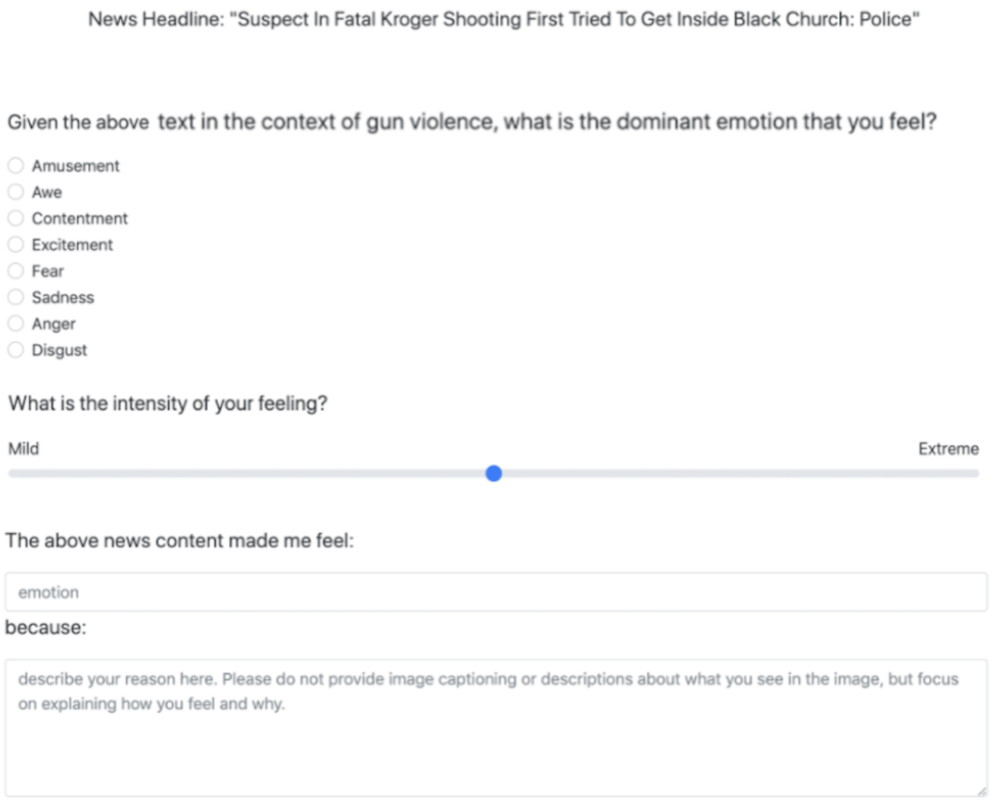 News Headline: "Suspect In Fatal Kroger Shooting First Tried To Get Inside Black Church: Police"
Given the above text in the context of gun violence, what is the dominant emotion that you feel?
Amusement
Awe
Contentment
Excitement
Fear
Sadness
Anger
Disgust
What is the intensity of your feeling?
Mild Extreme
The above news content made me feel:
emotion
because:
describe your reason here. Please do not provide image captioning or descriptions about what you see in the image, but focus
on explaining how you feel and why.